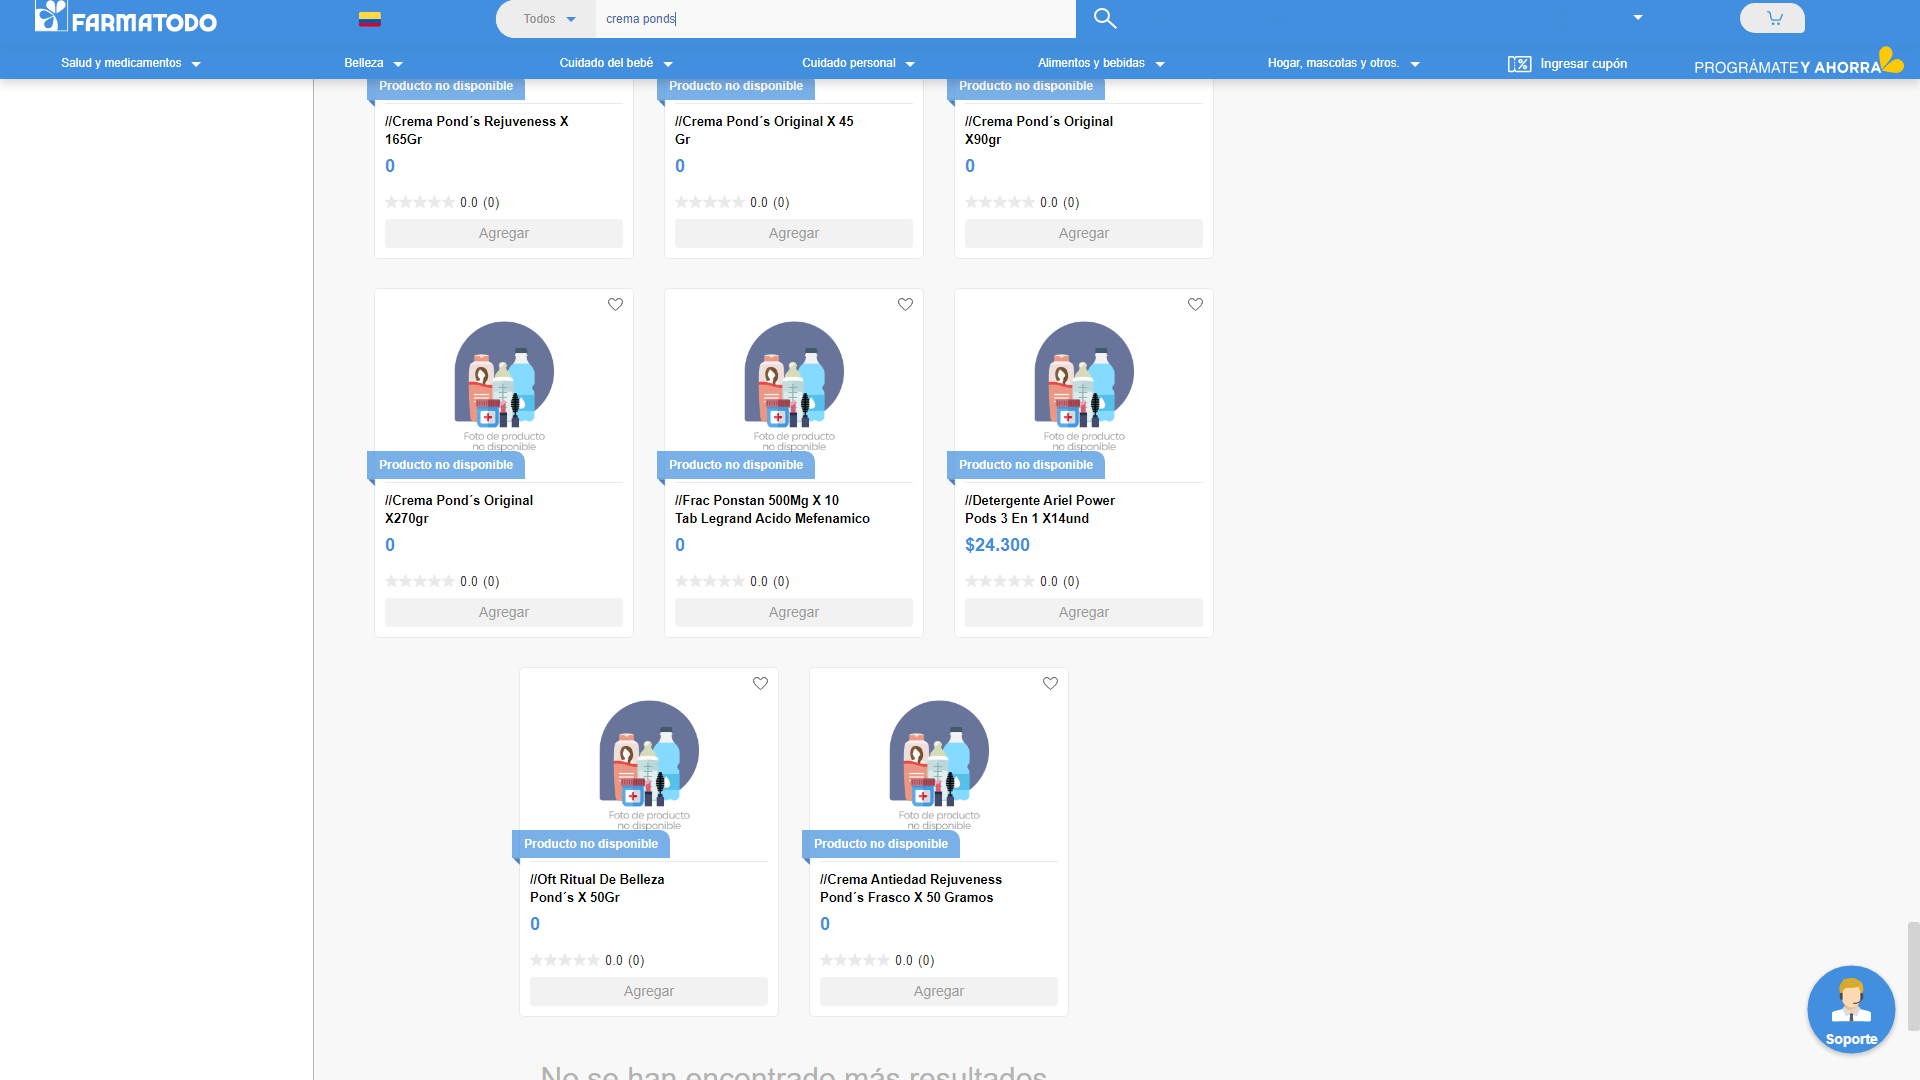 FARMATODO
Todos
crema ponds
Salud y medicamentos
Belleza
Cuidado del bebé
Cuidado personal
Alimentos y bebidas
Hogar, mascotas y otros.
Ingresar cupón
PROGRÁMATE Y AHORRA
Producto no disponible
Producto no disponible
Producto no disponible
//Crema Pond´s Rejuveness X
165Gr
0
0.0 (0)
Agregar
//Crema Pond´s Original X 45
Gr
0
0.0 (0)
Agregar
//Crema Pond´s Original
X90gr
0
0.0 (0)
Agregar
Foto de producto
no disponible
Producto no disponible
//Crema Pond´s Original
X270gr
0
0.0 (0)
Agregar
Foto de producto
no disponible
Producto no disponible
//Frac Ponstan 500Mg X 10
Tab Legrand Acido Mefenamico
0
0.0 (0)
Agregar
Foto de producto
no disponible
Producto no disponible
//Detergente Ariel Power
Pods 3 En 1 X14und
$24.300
0.0 (0)
Agregar
Foto de producto
no disponible
Producto no disponible
//Oft Ritual De Belleza
Pond´s X 50Gr
0
0.0 (0)
Agregar
Foto de producto
no disponible
Producto no disponible
//Crema Antiedad Rejuveness
Pond´s Frasco X 50 Gramos
0
0.0 (0)
Agregar
Soporte
No se han encontrado más resultados